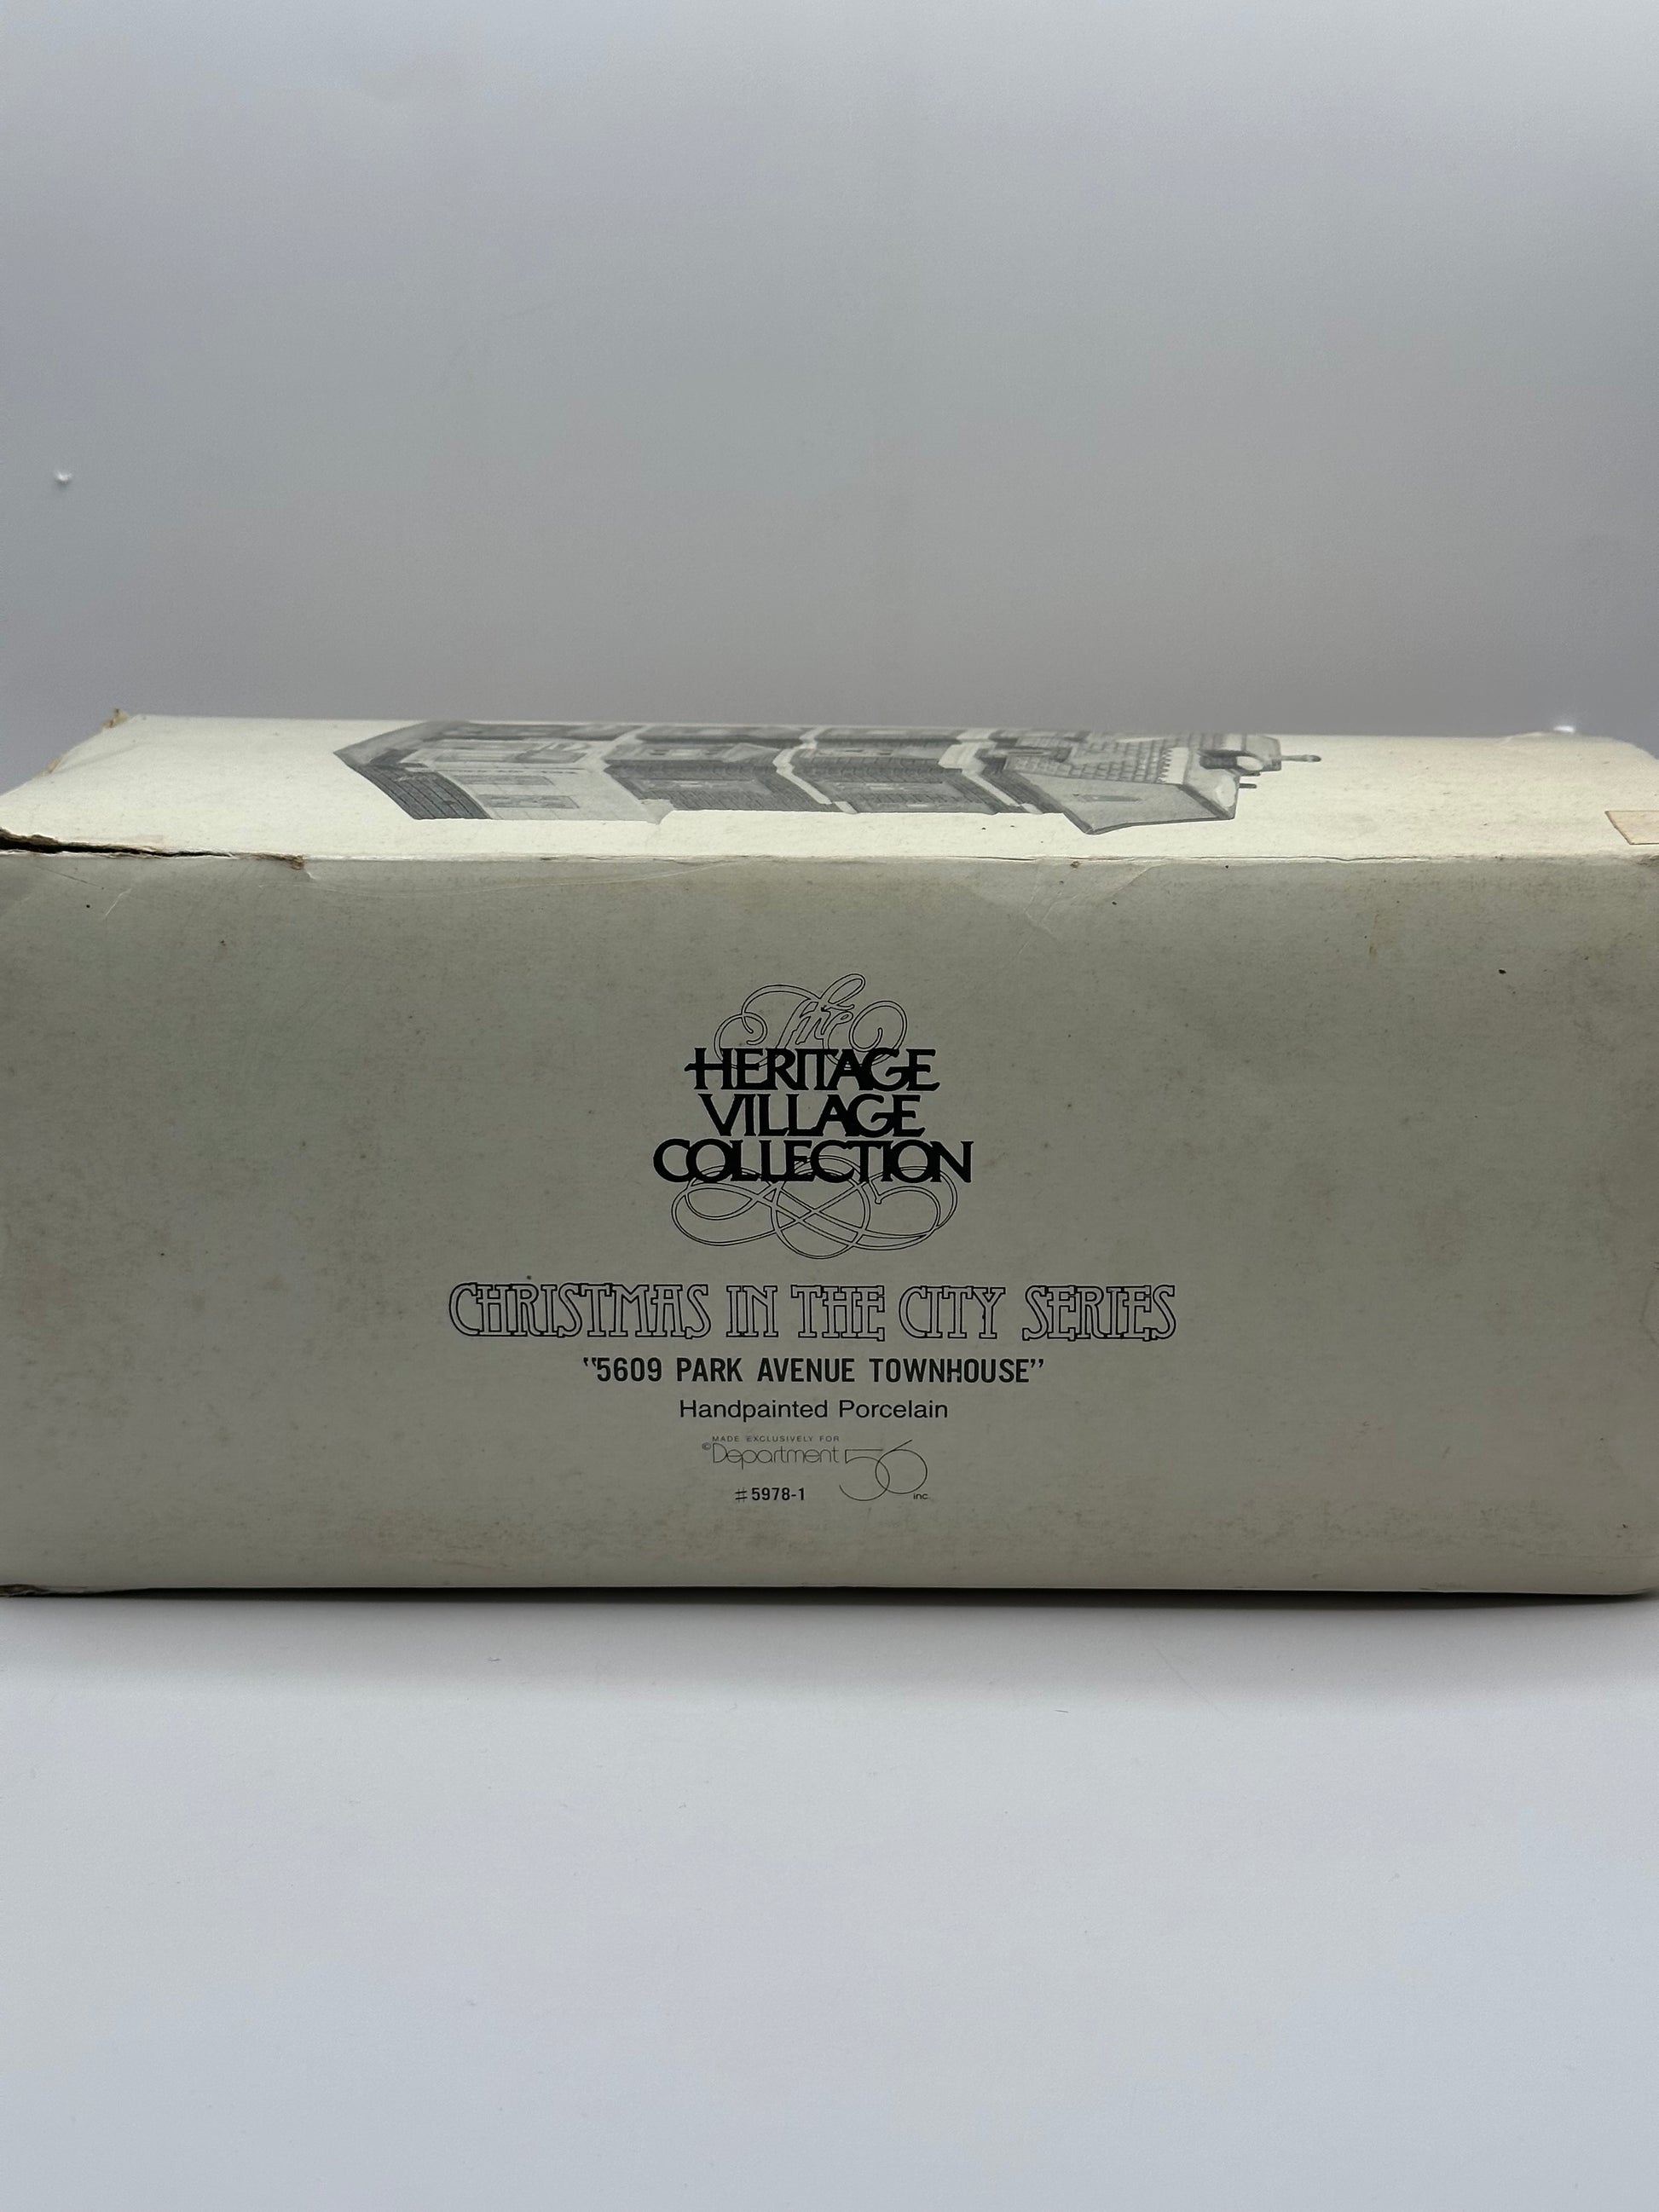 The
HERITAGE
VILLAGE
COLLECTION
CHRISTMAS IN THE CITY SERIES
"5609 PARK AVENUE TOWNHOUSE"
Handpainted Porcelain
MADE EXCLUSIVELY FOR
©Department 56 inc.
#5978-1